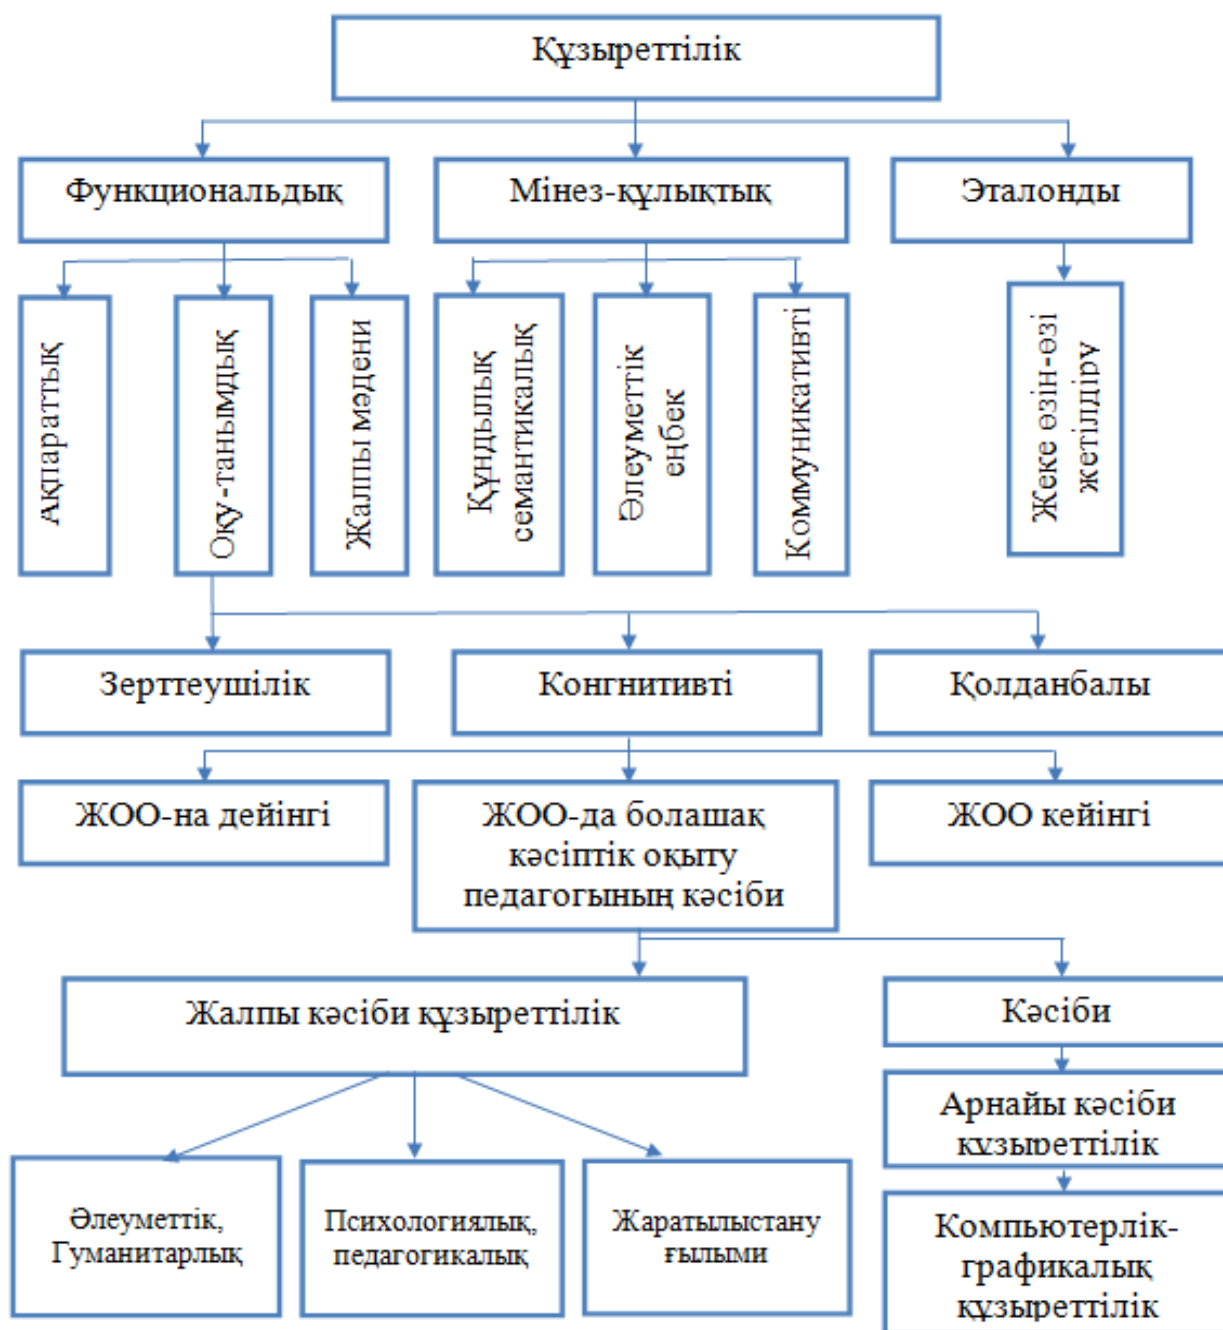 Құзыреттілік
Функциональдық
Мінез-құлықтық
Эталонды
Ақпараттық
Оқу-танымдық
Жалпы мәдени
Құндылық
семантикалық
Әлеуметтік
еңбек
Коммуникативті
Жеке өзін-өзі
жетілдіру
Зерттеушілік
Конгнитивті
Қолданбалы
ЖОО-на дейінгі
ЖОО-да болашақ
кәсіптік оқыту
педагогының кәсіби
ЖОО кейінгі
Жалпы кәсіби құзыреттілік
Кәсіби
Арнайы кәсіби
құзыреттілік
Әлеуметтік,
Гуманитарлық
Психологиялық,
педагогикалық
Жаратылыстану
ғылыми
Компьютерлік-
графикалық
құзыреттілік